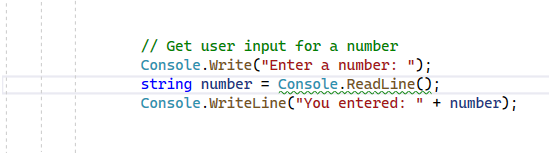 // Get user input for a number
Console.Write("Enter a number: ");
string number = Console.ReadLine();
Console.WriteLine("You entered: " + number);